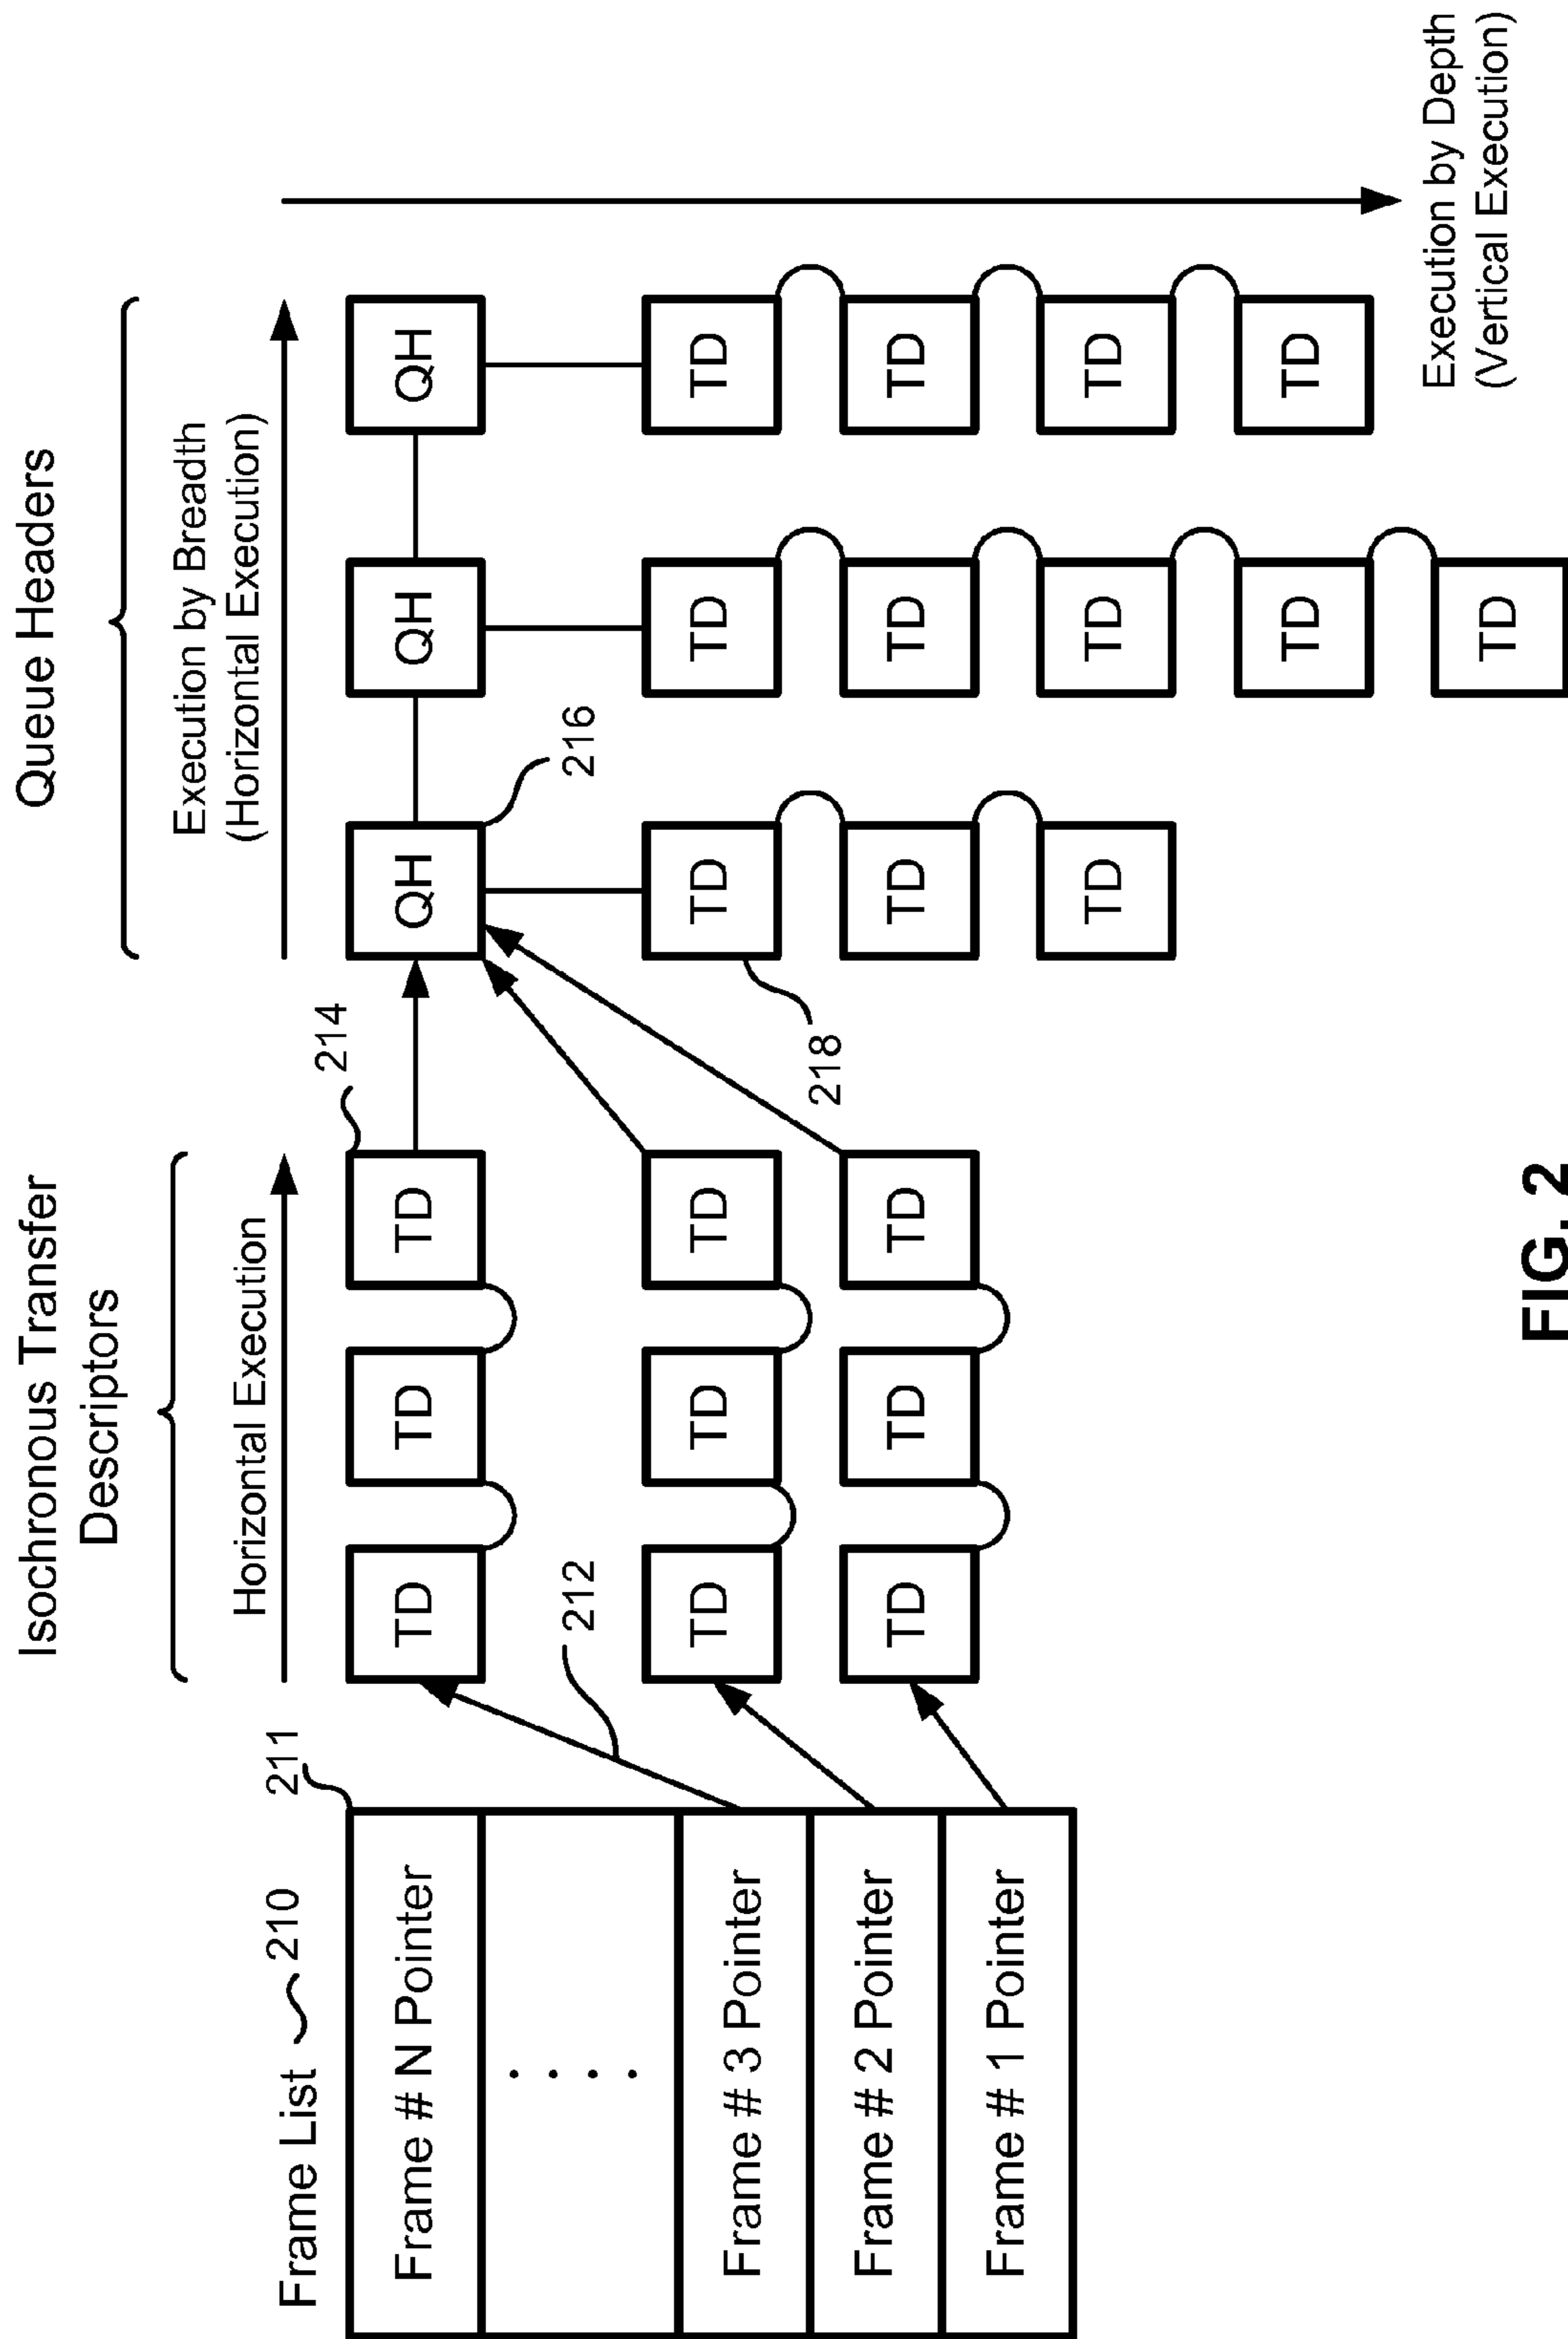 Isochronous Transfer
Descriptors
Queue Headers
Horizontal Execution
Execution by Breadth
(Horizontal Execution)
Frame List 210
211
214
Frame # N Pointer
. . . .
Frame # 3 Pointer
Frame # 2 Pointer
Frame # 1 Pointer
TD TD TD QH QH QH
212
216
TD TD TD TD TD TD
218
TD TD TD TD TD TD
TD TD TD
TD TD
TD
Execution by Depth
(Vertical Execution)
FIG. 2